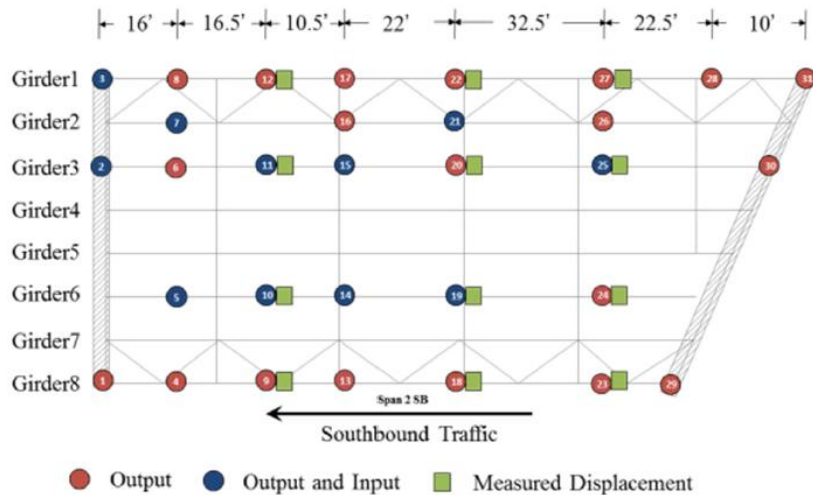 16' 16.5' 10.5' 22' 32.5' 22.5' 10'
Girder1 3 8 12 17 22 27 28 31
Girder2 7 16 21 26
Girder3 2 6 11 15 20 25 30
Girder4
Girder5
Girder6 5 10 14 19 24
Girder7
Girder8 1 4 9 13 18 23 29
Span 2 SB
Southbound Traffic
Output Output and Input Measured Displacement